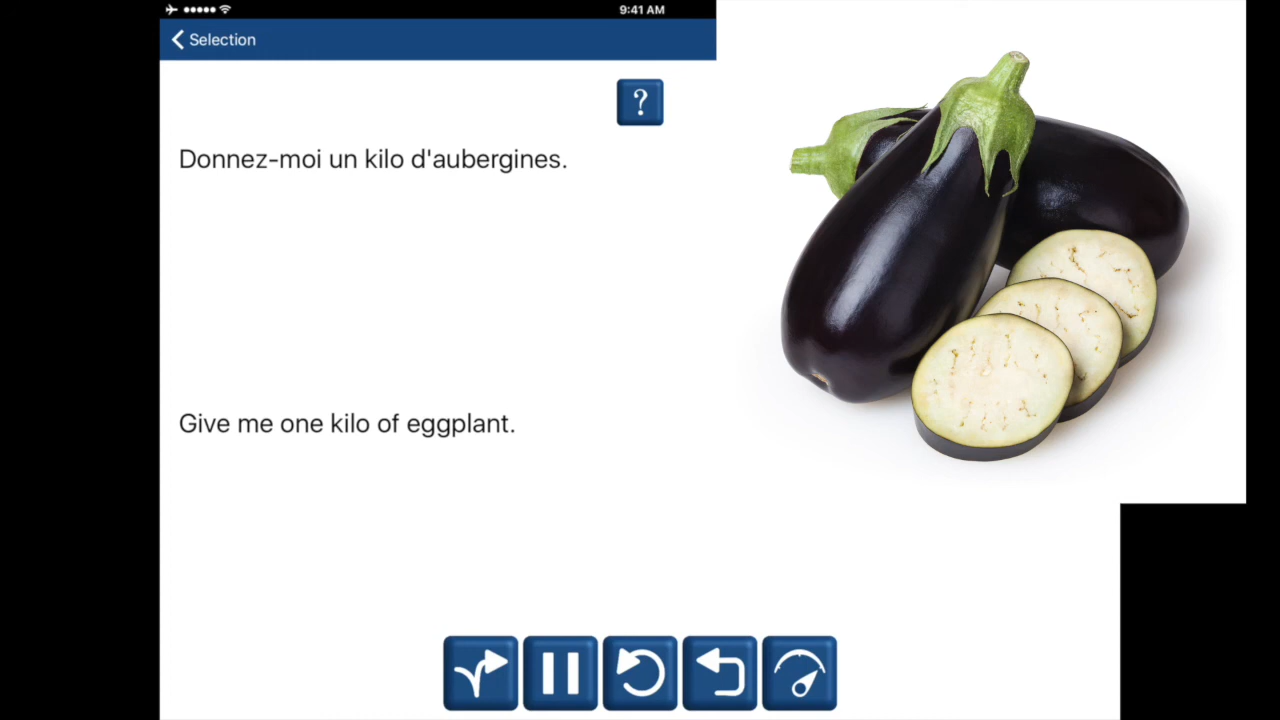 9:41 AM
Selection
?
Donnez-moi un kilo d'aubergines.
Give me one kilo of eggplant.